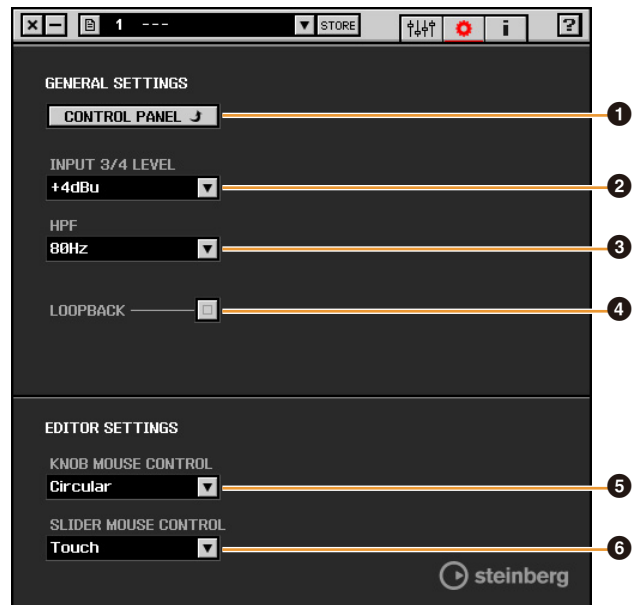 1 --- STORE i ?
GENERAL SETTINGS
CONTROL PANEL
1
INPUT 3/4 LEVEL
+4dBu
2
HPF
80Hz
3
LOOPBACK
4
EDITOR SETTINGS
KNOB MOUSE CONTROL
Circular
5
SLIDER MOUSE CONTROL
Touch
6
steinberg